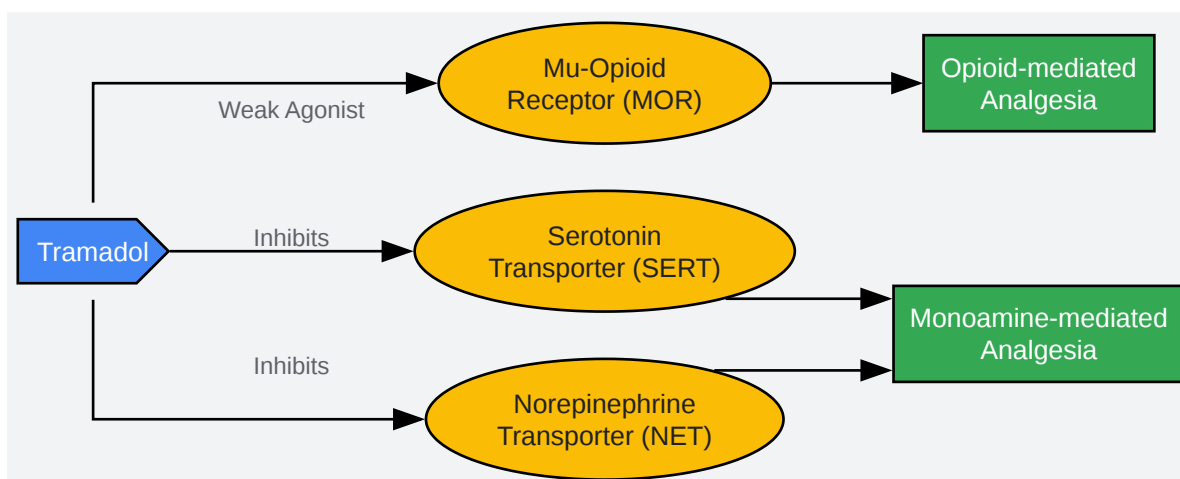 Mu-Opioid
Receptor (MOR)
Opioid-mediated
Analgesia
Weak Agonist
Tramadol
Inhibits
Serotonin
Transporter (SERT)
Monoamine-mediated
Analgesia
Inhibits
Norepinephrine
Transporter (NET)